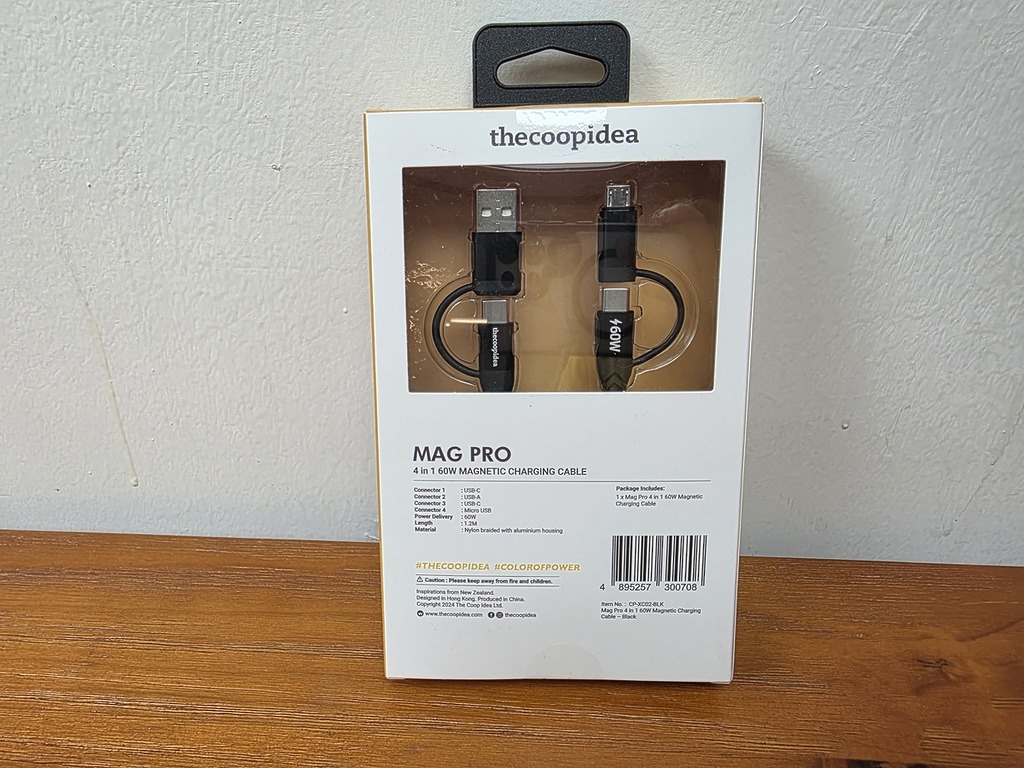 thecoopidea
thecoopidea
60W
MAG PRO
4 in 1 60W MAGNETIC CHARGING CABLE
Connector 1 : USB-C
Connector 2 : USB-A
Connector 3 : USB-C
Connector 4 : Micro USB
Power Delivery : 60W
Length : 1.2M
Material : Nylon braided with aluminium housing
Package Includes:
1 x Mag Pro 4 in 1 60W Magnetic
Charging Cable
#THECOOPIDEA #COLOROFPOWER
Caution : Please keep away from fire and children.
Inspirations from New Zealand.
Designed in Hong Kong. Produced in China.
Copyright 2024 The Coop Idea Ltd.
www.thecoopidea.com thecoopidea
4 895257 300708
Item No. : CP-XC02-BLK
Mag Pro 4 in 1 60W Magnetic Charging
Cable – Black